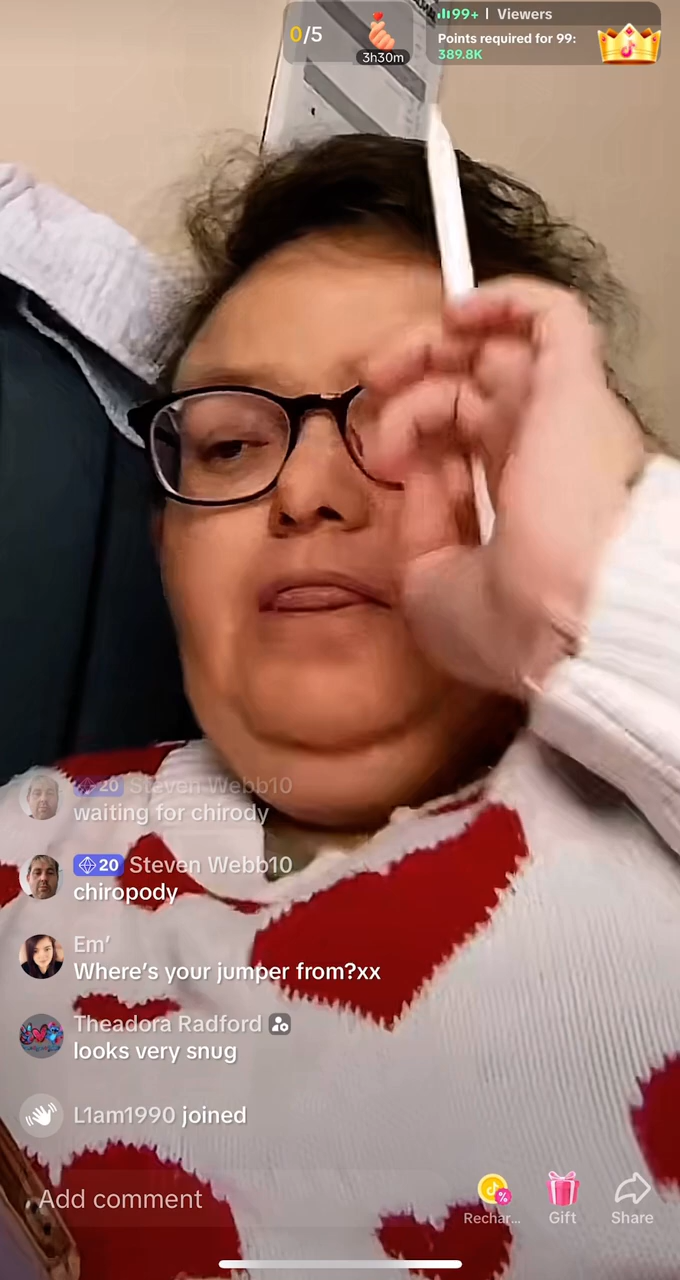 0/5
3h30m
99+ | Viewers
Points required for 99:
389.8K
20 Steven Webb10
waiting for chirody
20 Steven Webb10
chiropody
Em’
Where’s your jumper from?xx
Theadora Radford
looks very snug
L1am1990 joined
Add comment
Rechar...
Gift
Share